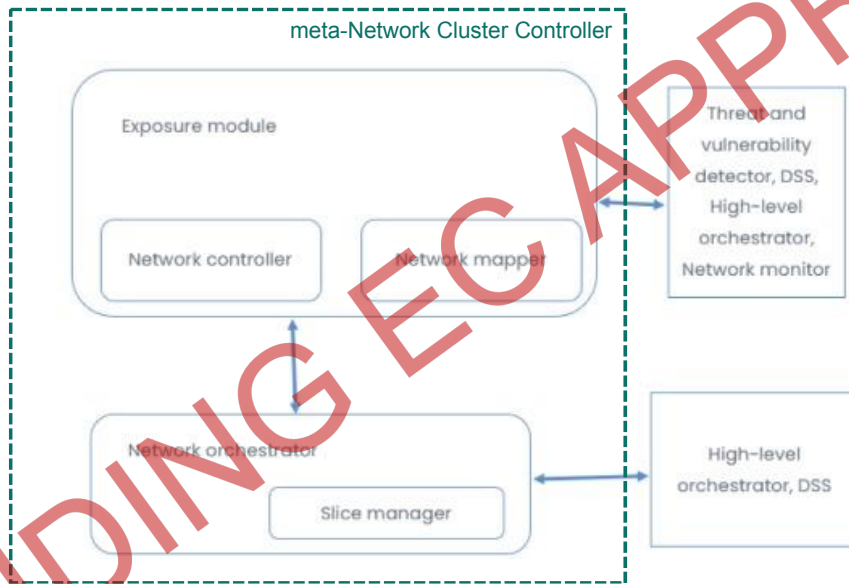 meta-Network Cluster Controller
Exposure module
Network controller
Network mapper
Threat and
vulnerability
detector, DSS,
High-level
orchestrator,
Network monitor
Network orchestrator
Slice manager
High-level
orchestrator, DSS
DING EC APPR